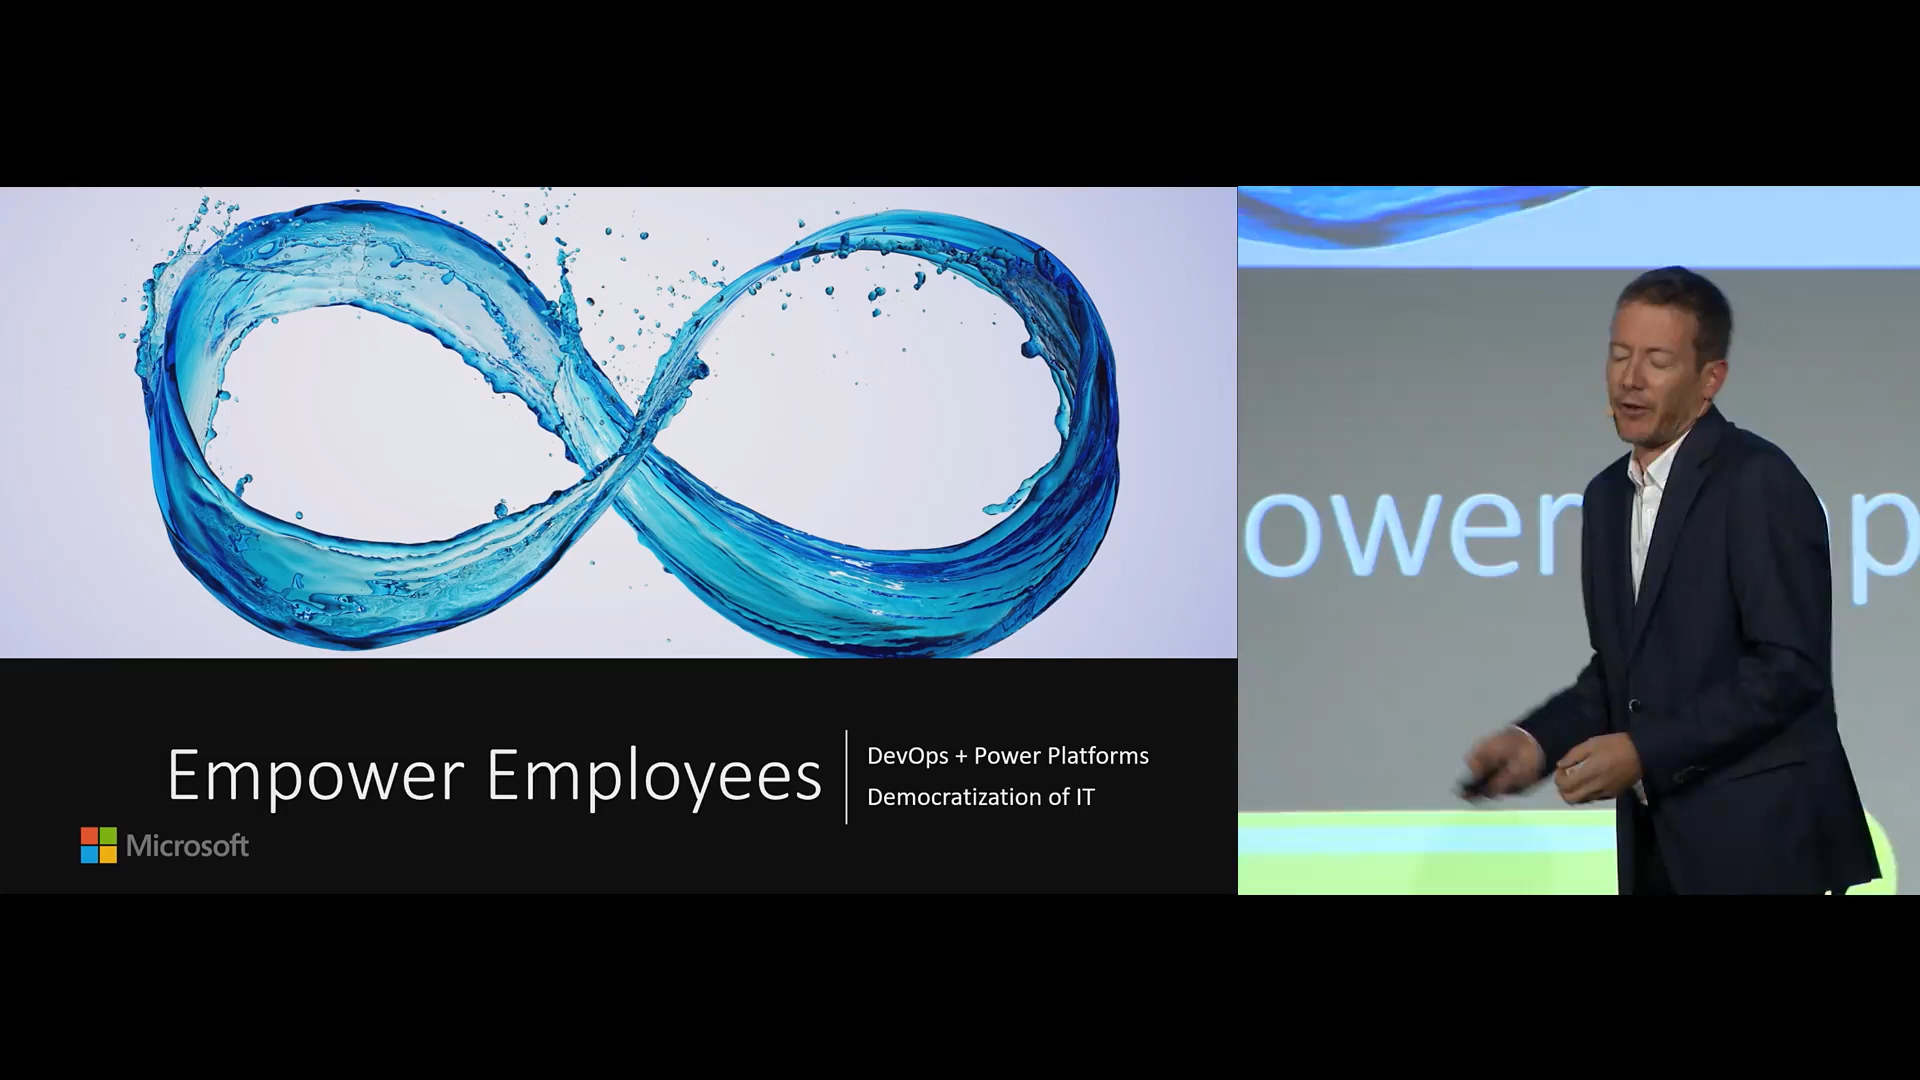 Empower Employees
DevOps + Power Platforms
Democratization of IT
Microsoft
ower
p